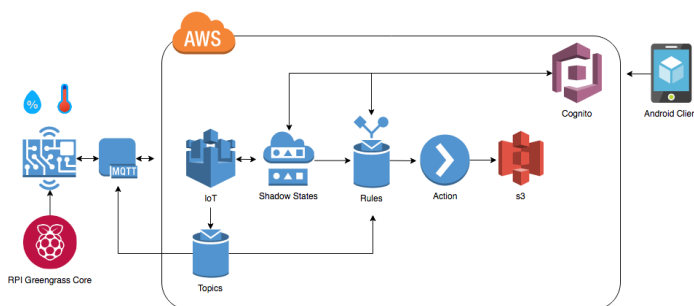 AWS
%
MQTT
Cognito
Android Clier
IoT
Shadow States
Rules
Action
s3
RPI Greengrass Core
Topics